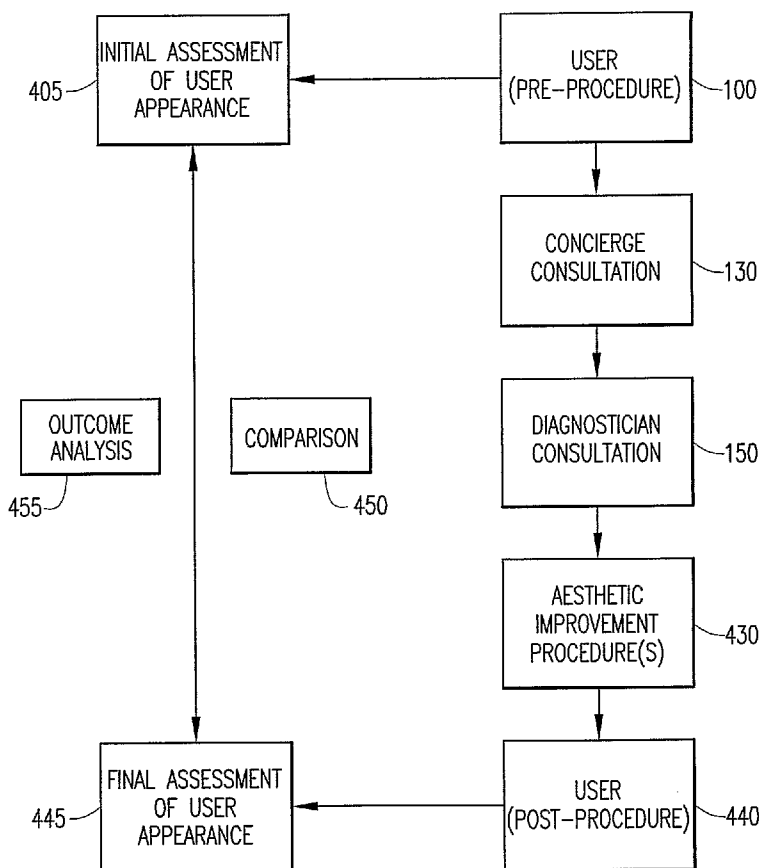 INITIAL ASSESSMENT
OF USER
APPEARANCE
405
USER
(PRE-PROCEDURE)
100
CONCIERGE
CONSULTATION
130
DIAGNOSTICIAN
CONSULTATION
150
OUTCOME
ANALYSIS
455
COMPARISON
450
AESTHETIC
IMPROVEMENT
PROCEDURE(S)
430
FINAL ASSESSMENT
OF USER
APPEARANCE
445
USER
(POST-PROCEDURE)
440